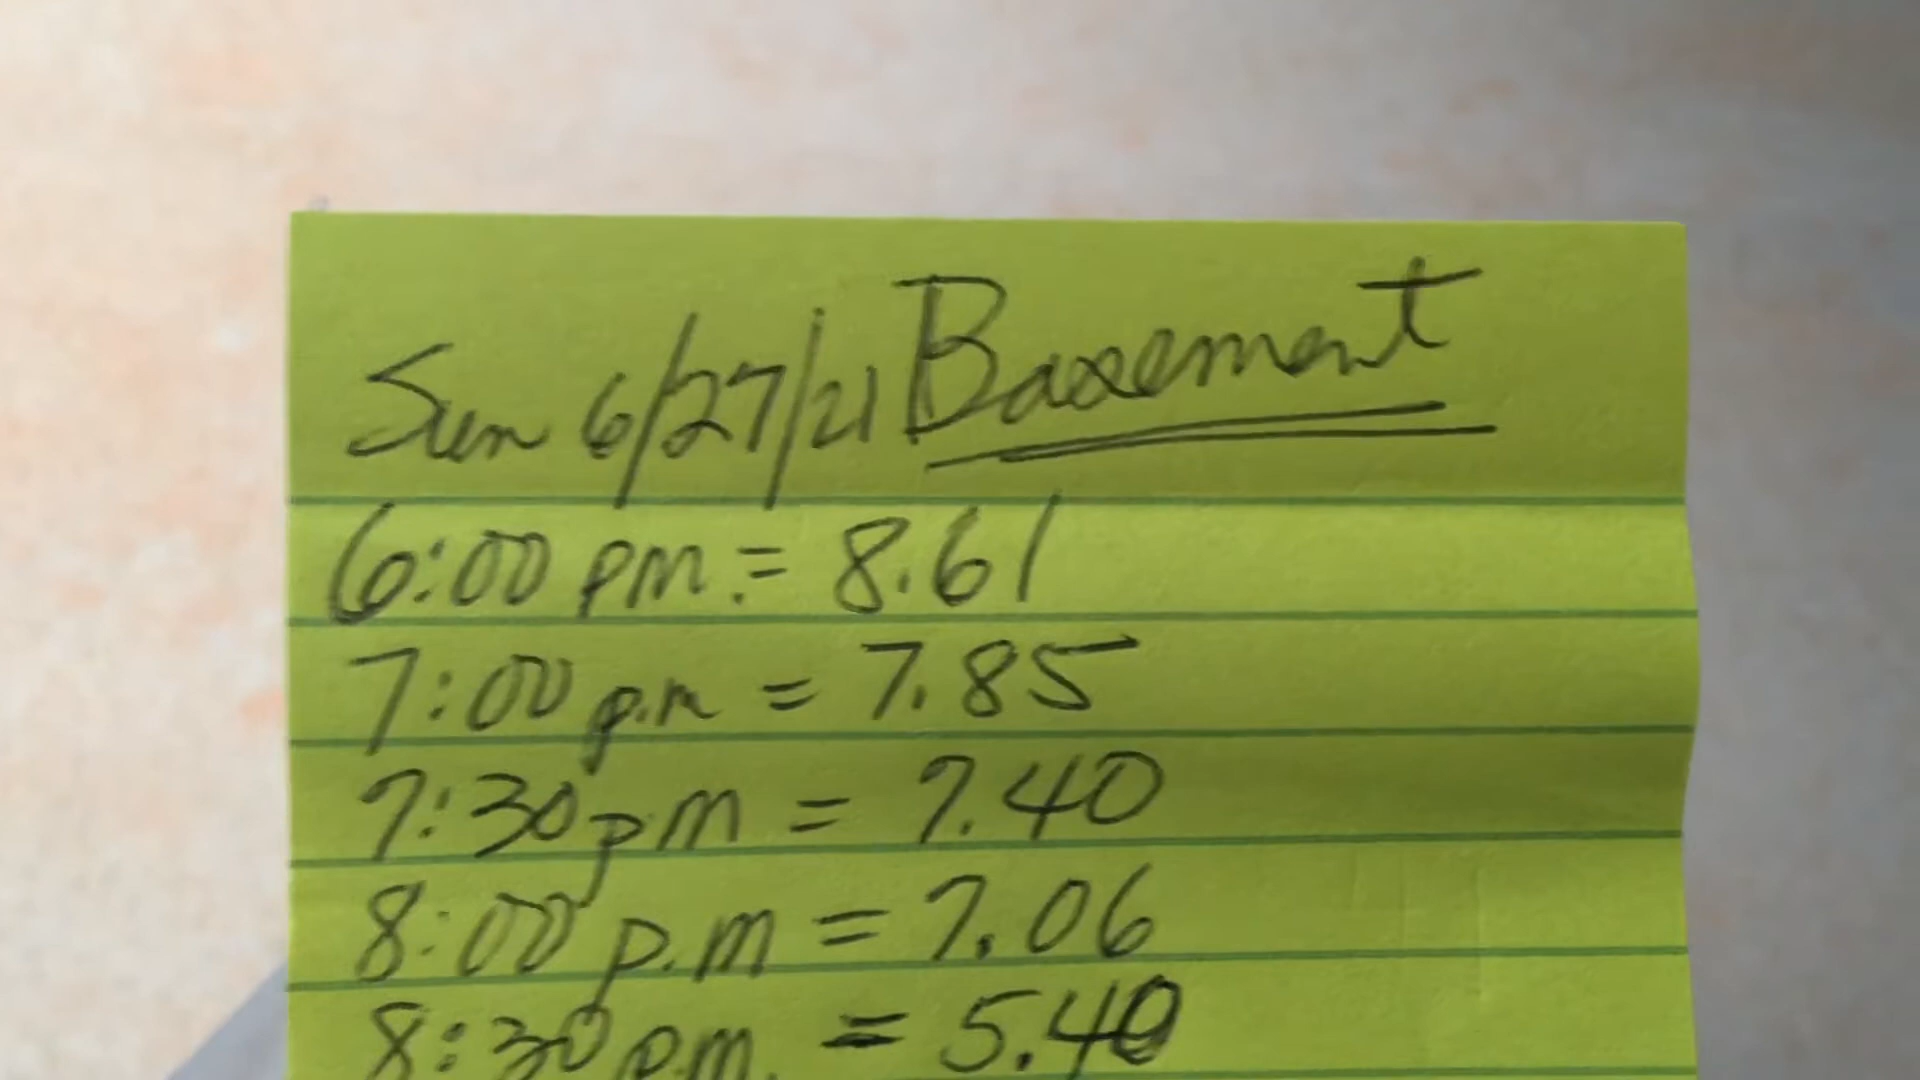 Sun 6/27/21 Basement
6:00 pm. = 8.61
7:00 p.m = 7.85
7:30 pm = 7.40
8:00 p.m = 7.06
8:30 p.m. = 5.40